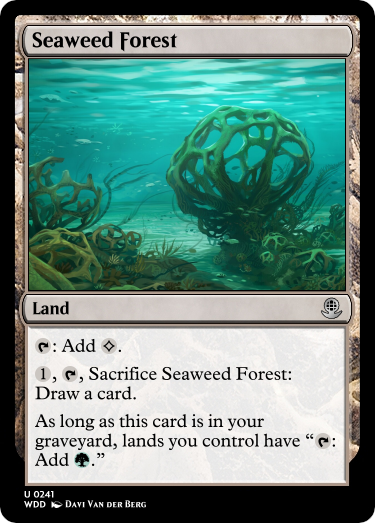 Seaweed Forest
Land
: Add .
1, , Sacrifice Seaweed Forest:
Draw a card.
As long as this card is in your
graveyard, lands you control have “:
Add .”
U 0241
WDD Davi Van der Berg